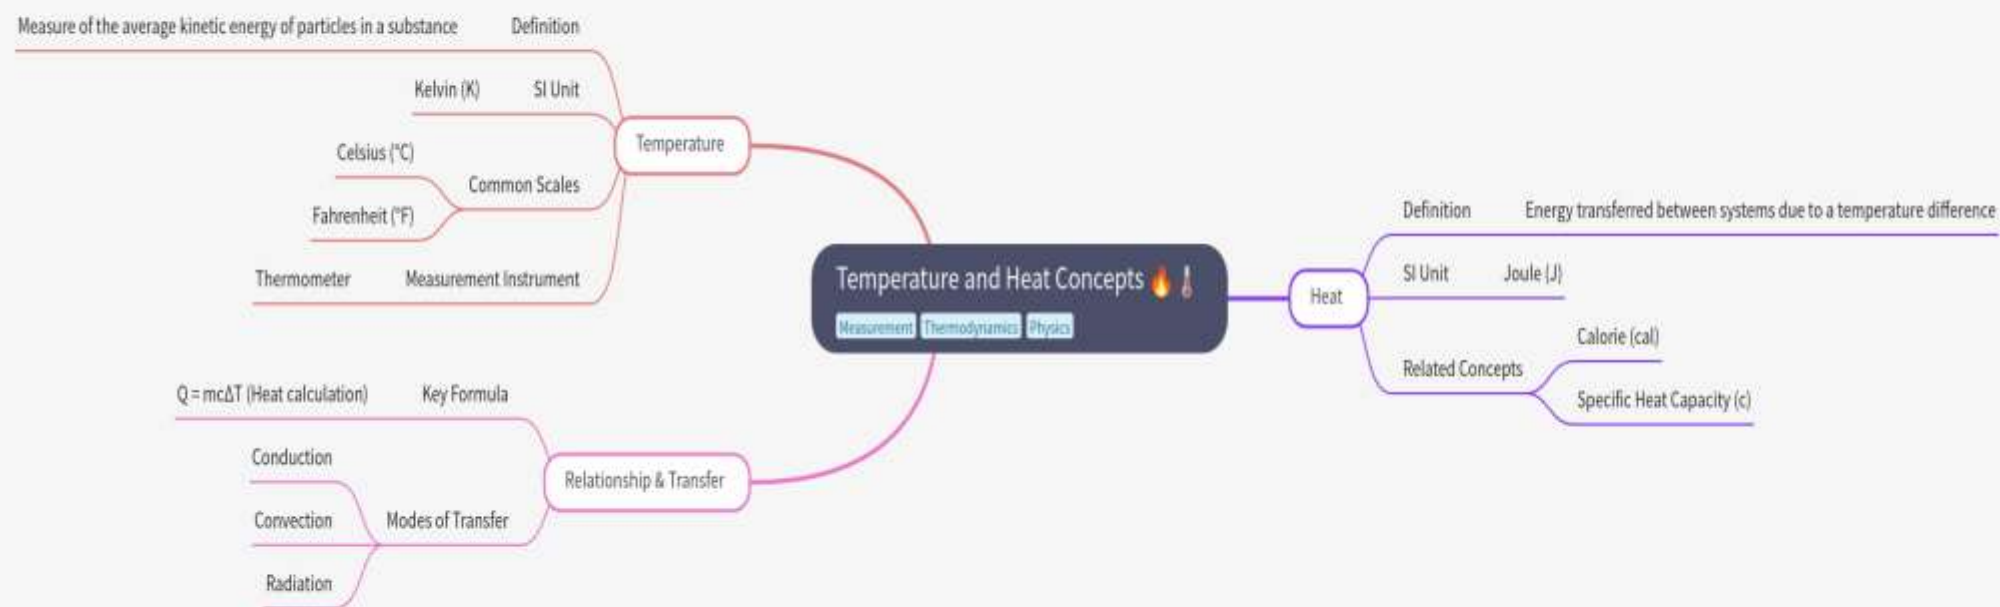 Measure of the average kinetic energy of particles in a substance
Definition
Kelvin (K)
SI Unit
Temperature
Celsius (°C)
Common Scales
Fahrenheit (°F)
Thermometer
Measurement Instrument
Temperature and Heat Concepts 🔥🌡️
Measurement
Thermodynamics
Physics
Heat
Definition
Energy transferred between systems due to a temperature difference
SI Unit
Joule (J)
Related Concepts
Calorie (cal)
Specific Heat Capacity (c)
Relationship & Transfer
Q = mcΔT (Heat calculation)
Key Formula
Conduction
Convection
Modes of Transfer
Radiation